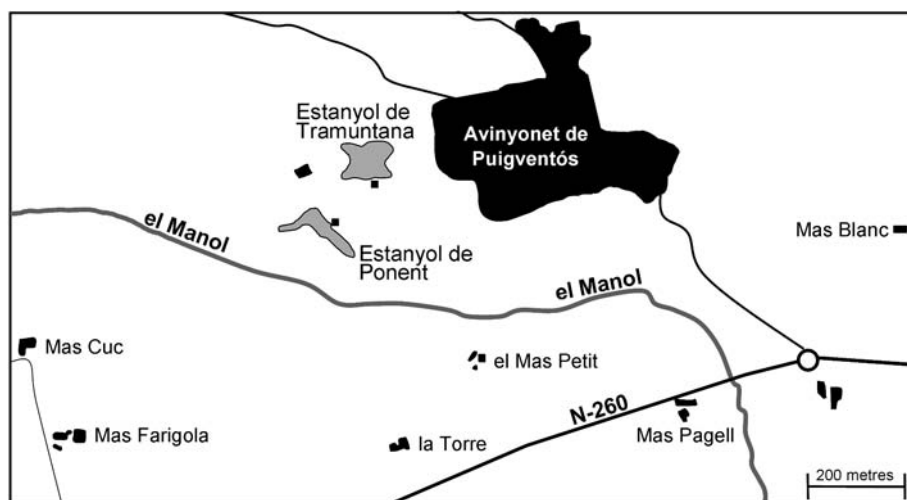 Estanyol de
Tramuntana
Avinyonet de
Puigventós
el Manol
Mas Blanc
Estanyol de
Ponent
el Manol
Mas Cuc
el Mas Petit
N-260
Mas Farigola
la Torre
Mas Pagell
200 metres